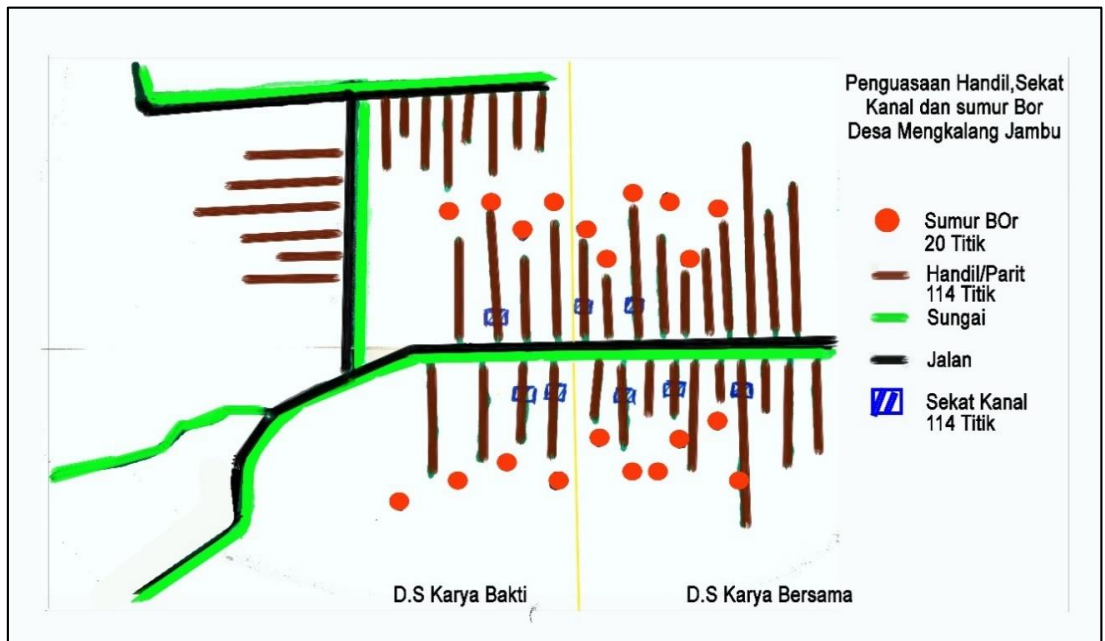 Penguasaan Handil,Sekat
Kanal dan sumur Bor
Desa Mengkalang Jambu
Sumur BOr
20 Titik
Handil/Parit
114 Titik
Sungai
Jalan
Sekat Kanal
114 Titik
D.S Karya Bakti
D.S Karya Bersama